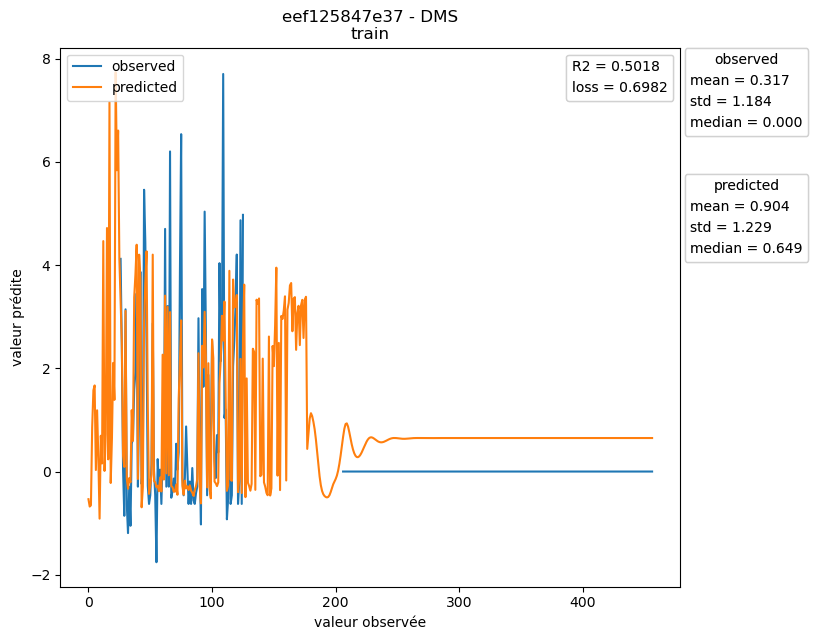 eef125847e37 - DMS
train
observed
predicted
R2 = 0.5018
loss = 0.6982
observed
mean = 0.317
std = 1.184
median = 0.000
predicted
mean = 0.904
std = 1.229
median = 0.649
valeur prédite
8
6
4
2
0
−2
0
100
200
300
400
valeur observée